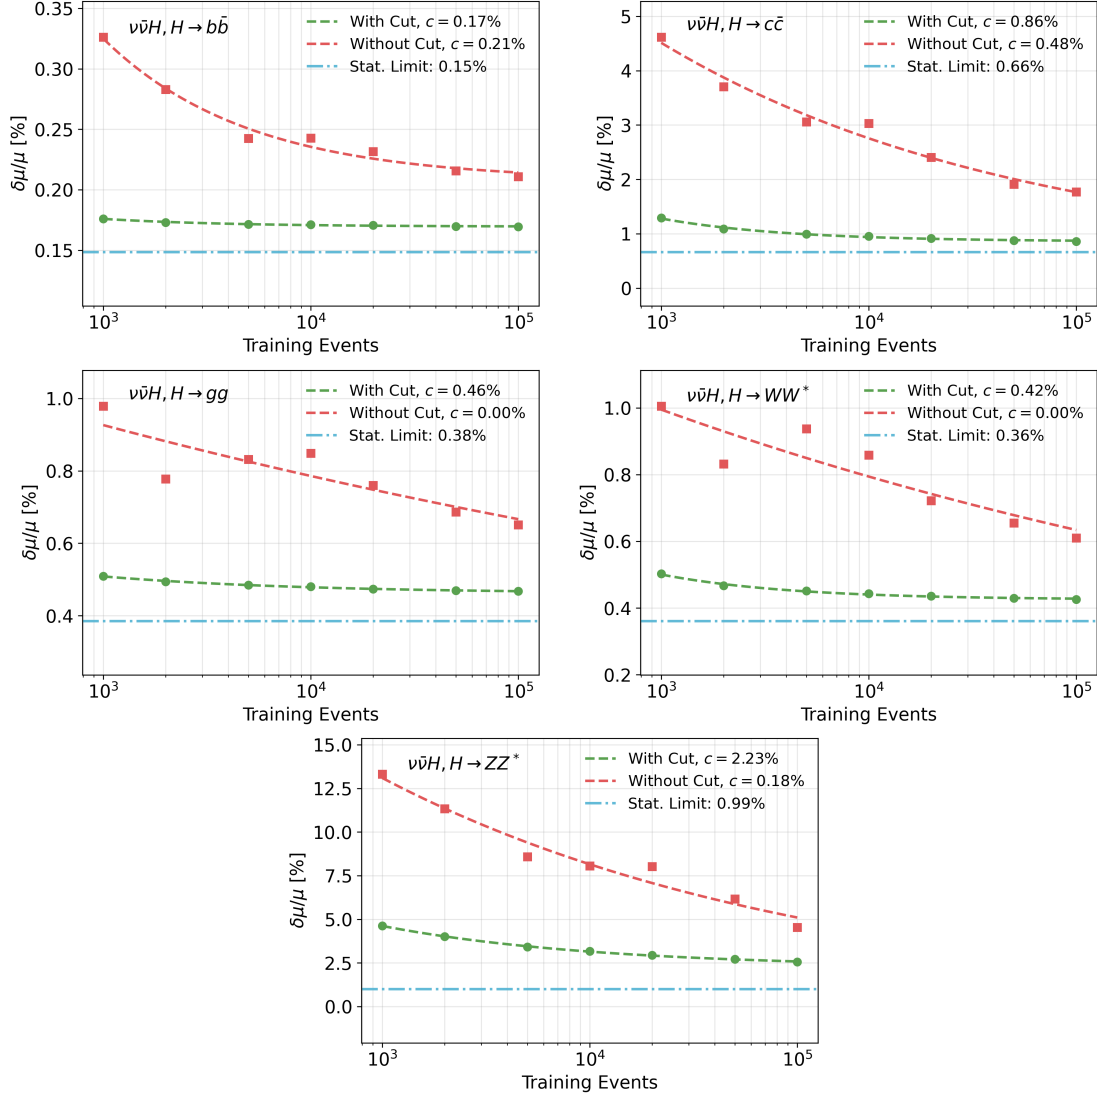 νν̄H, H → bb̄
With Cut, c = 0.17%
Without Cut, c = 0.21%
Stat. Limit: 0.15%
δμ/μ [%]
0.35
0.30
0.25
0.20
0.15
10³
10⁴
10⁵
Training Events
νν̄H, H → cc̄
With Cut, c = 0.86%
Without Cut, c = 0.48%
Stat. Limit: 0.66%
δμ/μ [%]
5
4
3
2
1
0
10³
10⁴
10⁵
Training Events
νν̄H, H → gg
With Cut, c = 0.46%
Without Cut, c = 0.00%
Stat. Limit: 0.38%
δμ/μ [%]
1.0
0.8
0.6
0.4
10³
10⁴
10⁵
Training Events
νν̄H, H → WW*
With Cut, c = 0.42%
Without Cut, c = 0.00%
Stat. Limit: 0.36%
δμ/μ [%]
1.0
0.8
0.6
0.4
0.2
10³
10⁴
10⁵
Training Events
νν̄H, H → ZZ*
With Cut, c = 2.23%
Without Cut, c = 0.18%
Stat. Limit: 0.99%
δμ/μ [%]
15.0
12.5
10.0
7.5
5.0
2.5
0.0
10³
10⁴
10⁵
Training Events